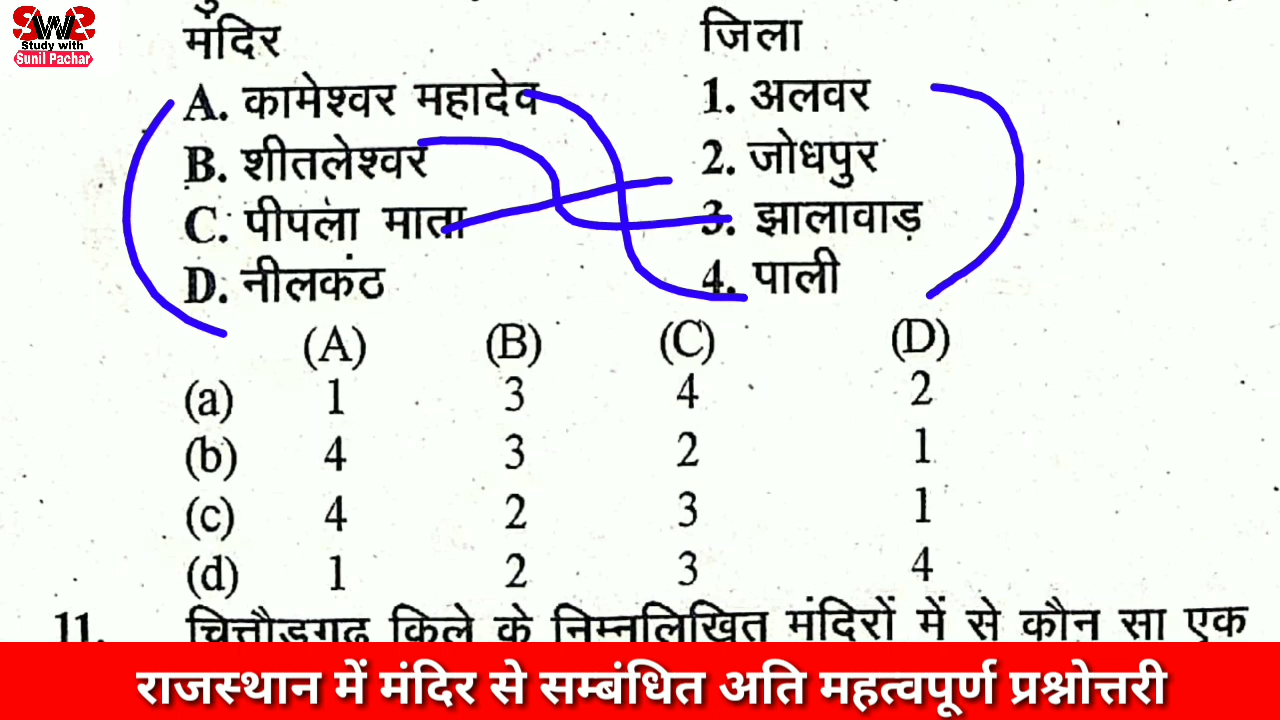 SWS
Study with
Sunil Pachar
मंदिर जिला
A. कामेश्वर महादेव 1. अलवर
B. शीतलेश्वर 2. जोधपुर
C. पीपला माता 3. झालावाड़
D. नीलकंठ 4. पाली
(A) (B) (C) (D)
(a) 1 3 4 2
(b) 4 3 2 1
(c) 4 2 3 1
(d) 1 2 3 4
11. चित्तौड़गढ़ किले के निम्नलिखित मंदिरों में से कौन सा एक
राजस्थान में मंदिर से सम्बंधित अति महत्वपूर्ण प्रश्नोत्तरी